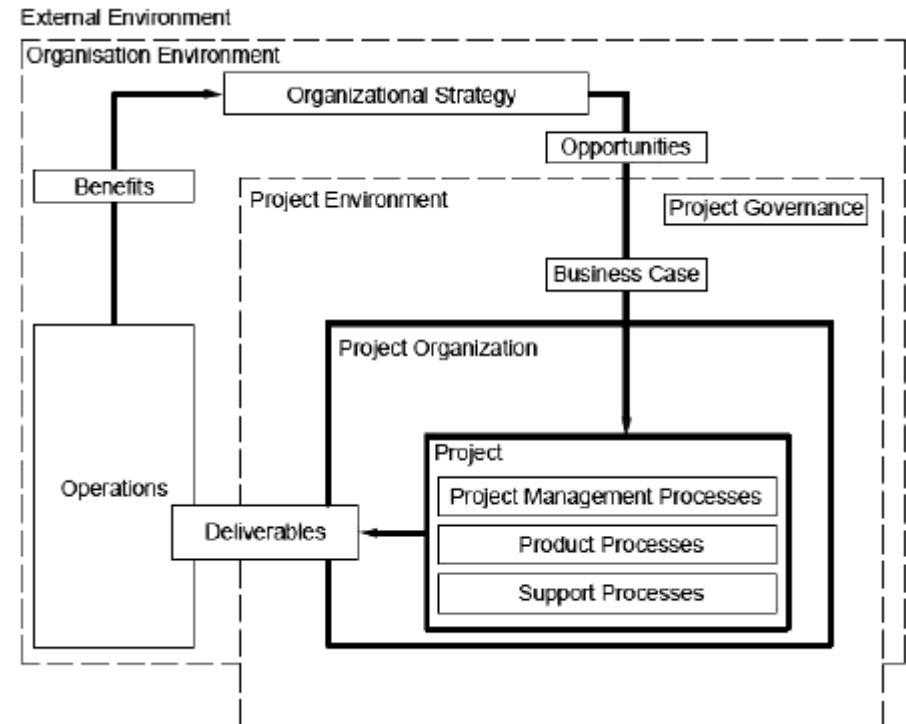 External Environment
Organisation Environment
Organizational Strategy
Opportunities
Benefits
Project Environment
Project Governance
Business Case
Project Organization
Project
Operations
Project Management Processes
Deliverables
Product Processes
Support Processes